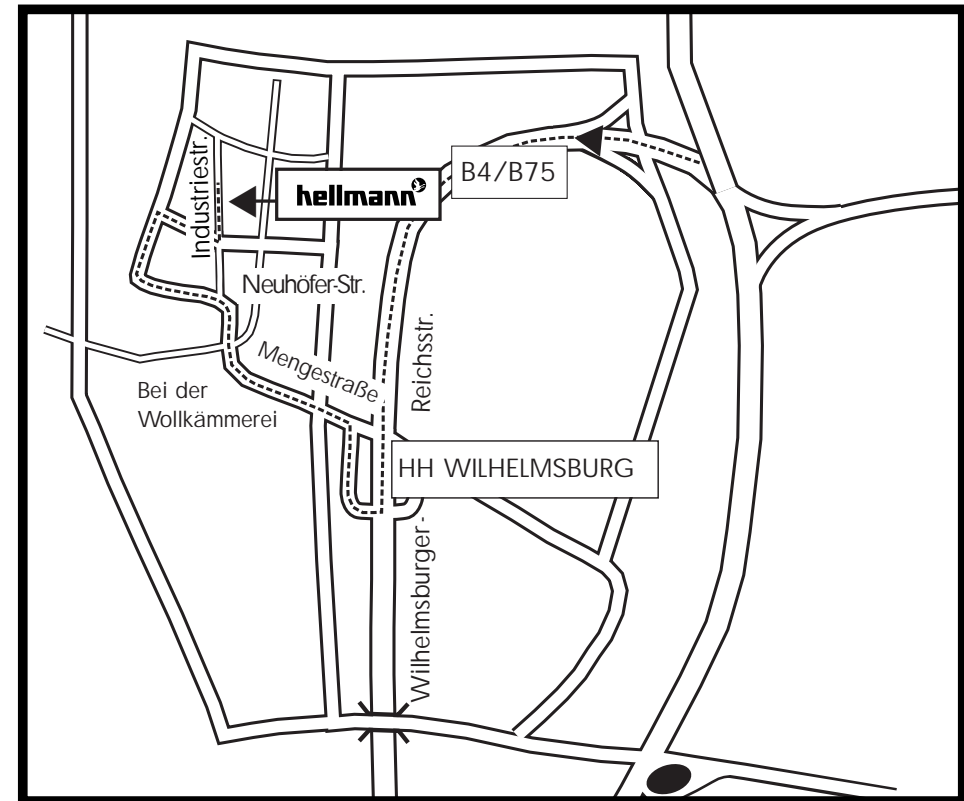 Industriestr.
hellmann
B4/B75
Neuhöfer-Str.
Mengestraße
Reichsstr.
Bei der
Wollkämmerei
HH WILHELMSBURG
Wilhelmsburger-